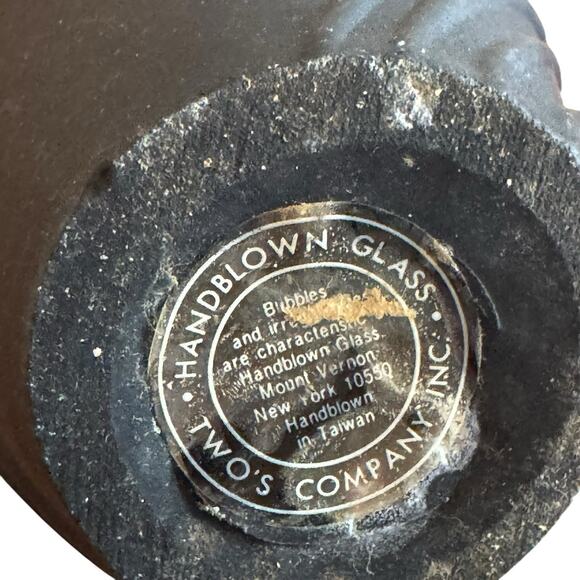 • HANDBLOWN GLASS •
TWO'S COMPANY INC.
Bubbles
and
are characteristic
Handblown Glass.
Mount Vernon
New York 10550
Handblown
in Taiwan